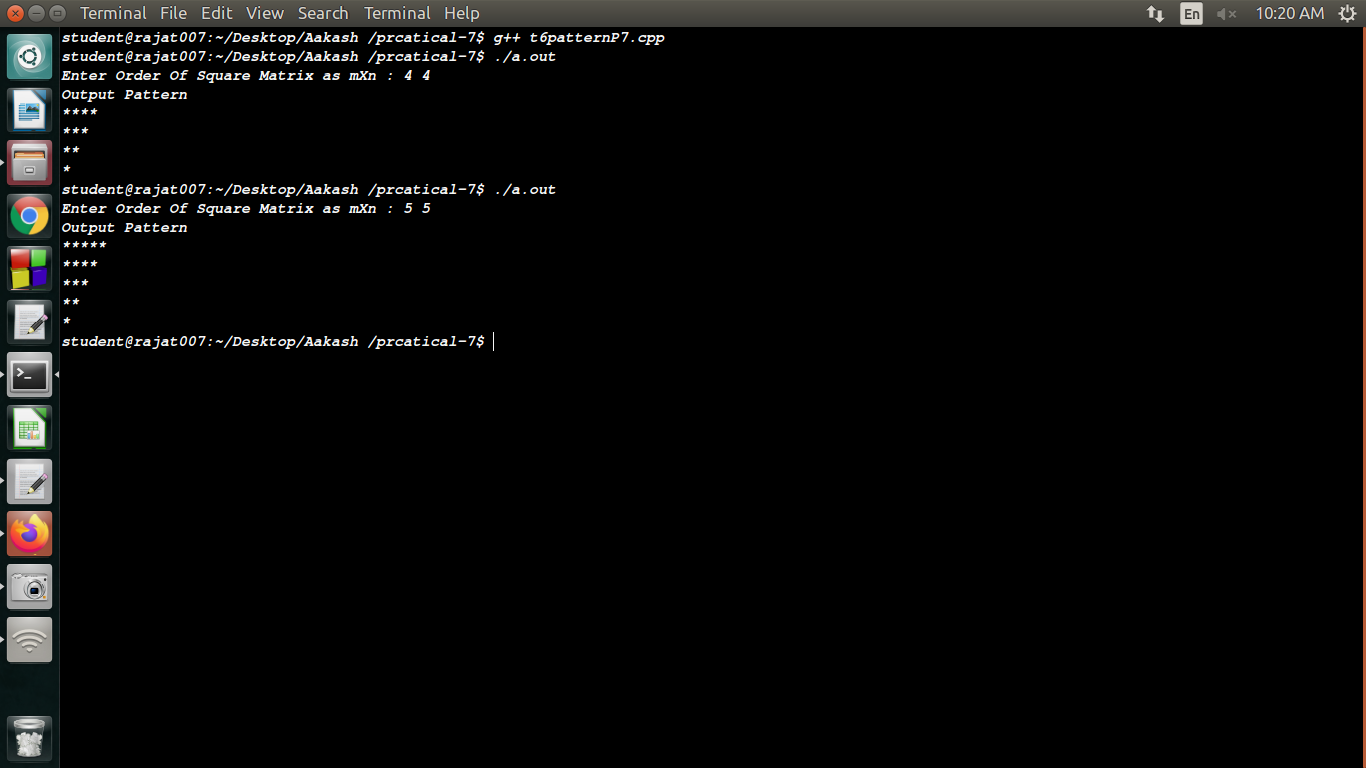 Terminal File Edit View Search Terminal Help En 10:20 AM
student@rajat007:~/Desktop/Aakash /prcatical-7$ g++ t6patternP7.cpp
student@rajat007:~/Desktop/Aakash /prcatical-7$ ./a.out
Enter Order Of Square Matrix as mXn : 4 4
Output Pattern
****
***
**
*
student@rajat007:~/Desktop/Aakash /prcatical-7$ ./a.out
Enter Order Of Square Matrix as mXn : 5 5
Output Pattern
*****
****
***
**
*
student@rajat007:~/Desktop/Aakash /prcatical-7$